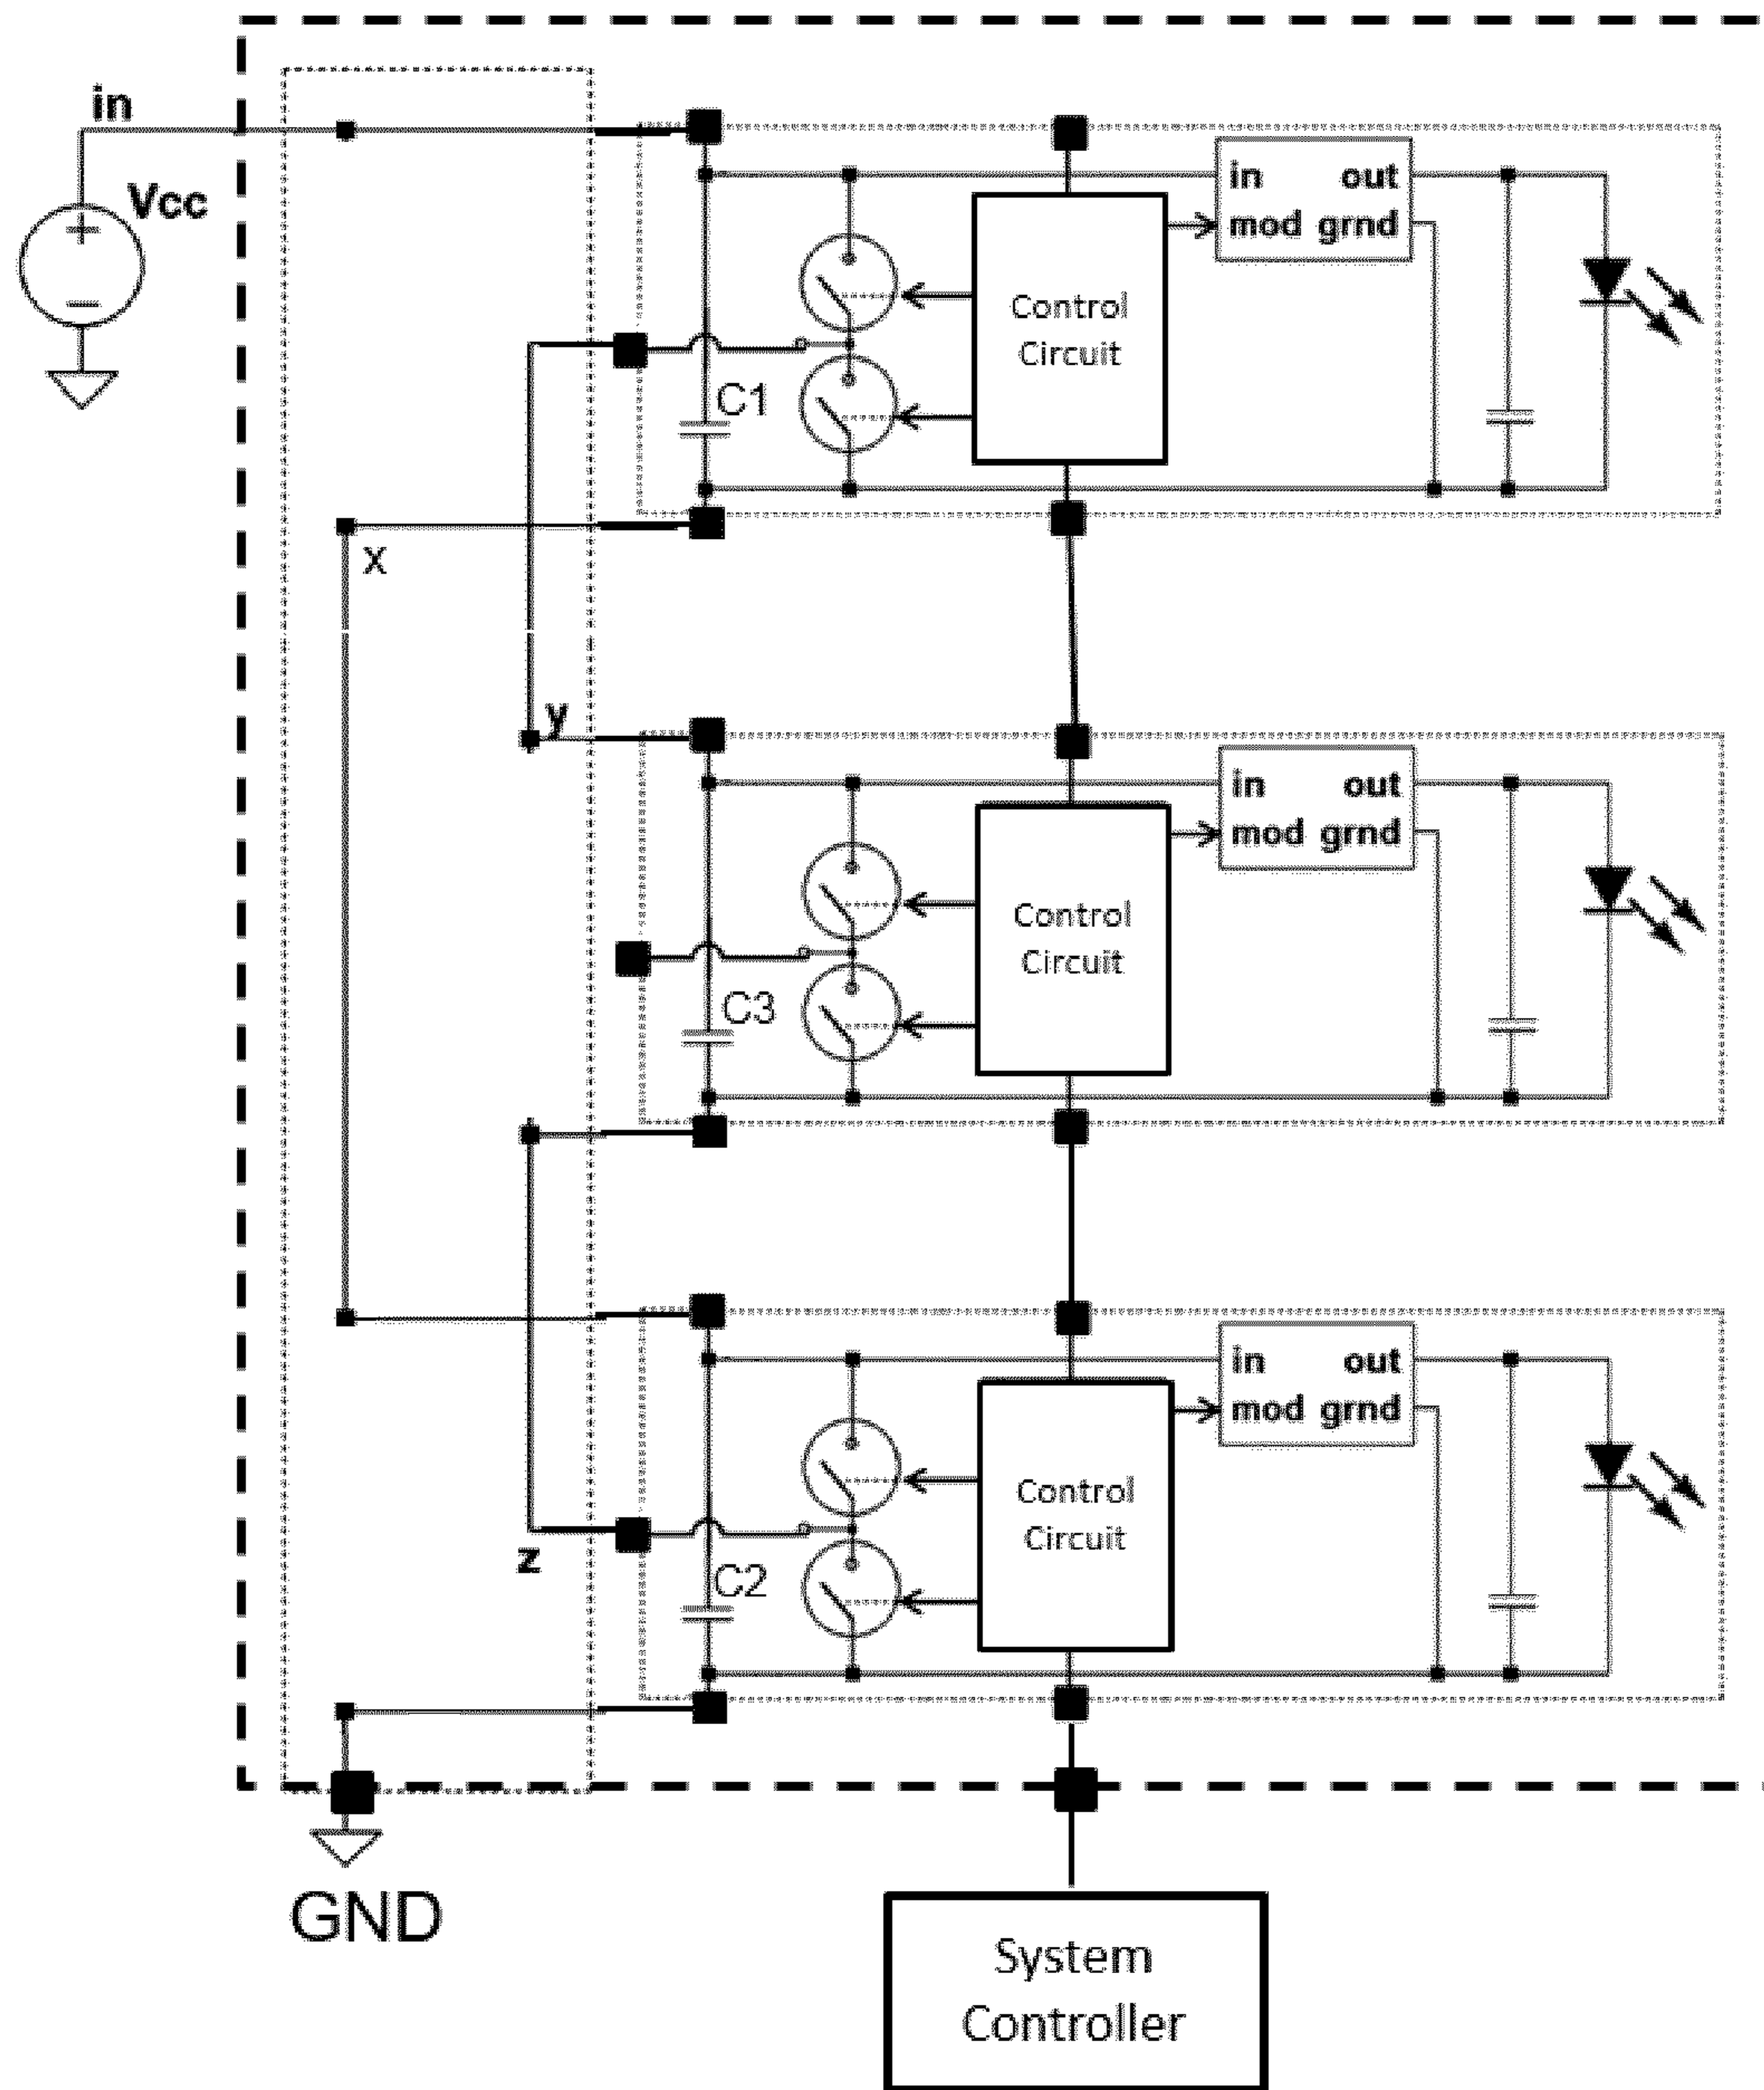 in
Vcc
in out
mod grnd
Control
Circuit
C1
x
y
in out
mod grnd
Control
Circuit
C3
in out
mod grnd
Control
Circuit
z
C2
GND
System
Controller